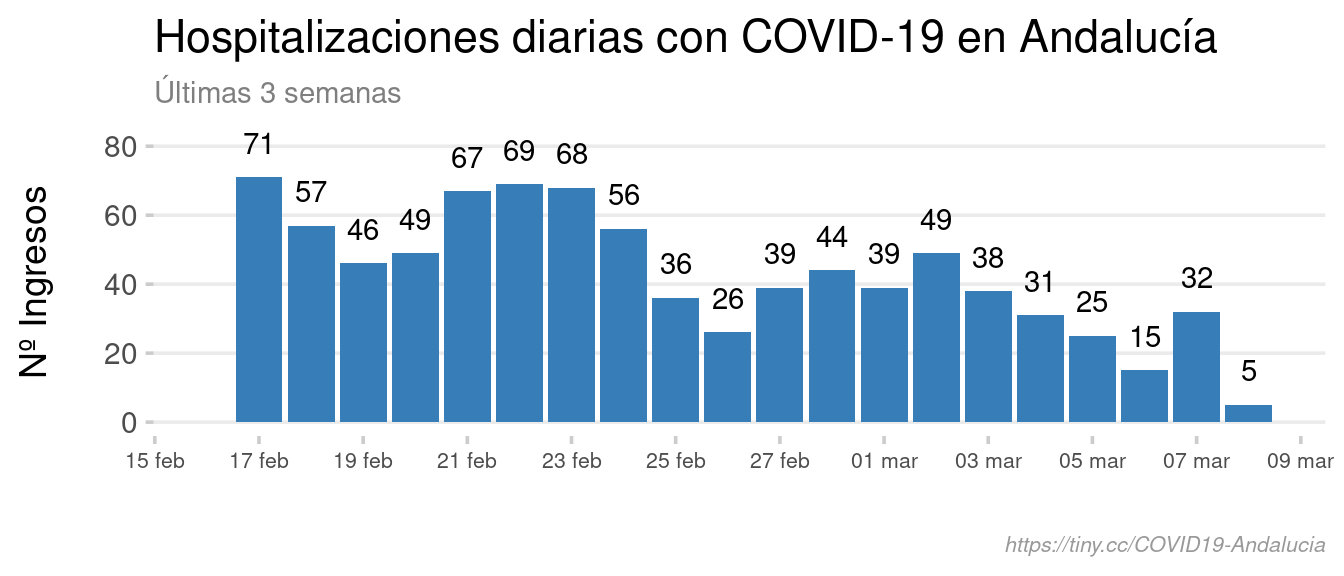 Hospitalizaciones diarias con COVID-19 en Andalucía
Últimas 3 semanas
Nº Ingresos
80
60
40
20
0
71
57
46
49
67
69
68
56
36
26
39
44
39
49
38
31
25
15
32
5
15 feb
17 feb
19 feb
21 feb
23 feb
25 feb
27 feb
01 mar
03 mar
05 mar
07 mar
09 mar
https://tiny.cc/COVID19-Andalucia